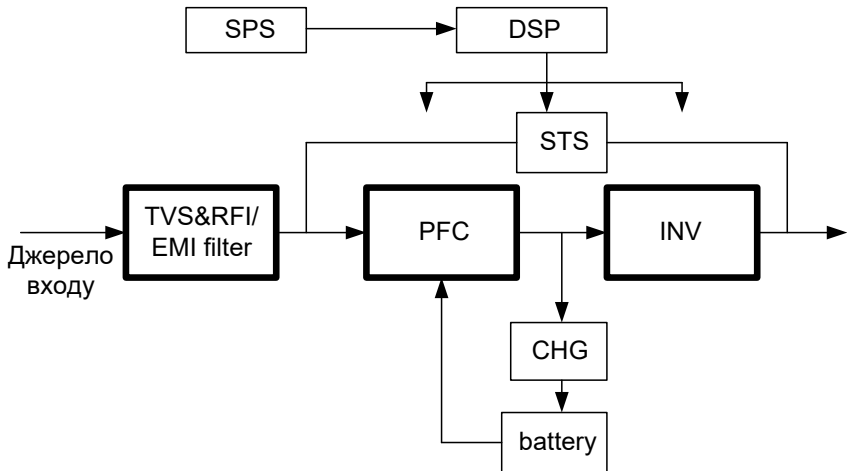 SPS
DSP
STS
TVS&RFI/
EMI filter
PFC
INV
Джерело
входу
CHG
battery